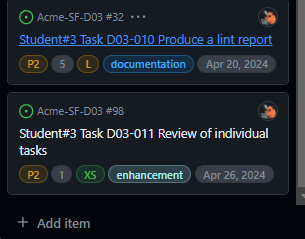 Acme-SF-D03 #32 ...
Student#3 Task D03-010 Produce a lint report
P2 5 L documentation Apr 20, 2024
Acme-SF-D03 #98
Student#3 Task D03-011 Review of individual
tasks
P2 1 XS enhancement Apr 26, 2024
+ Add item